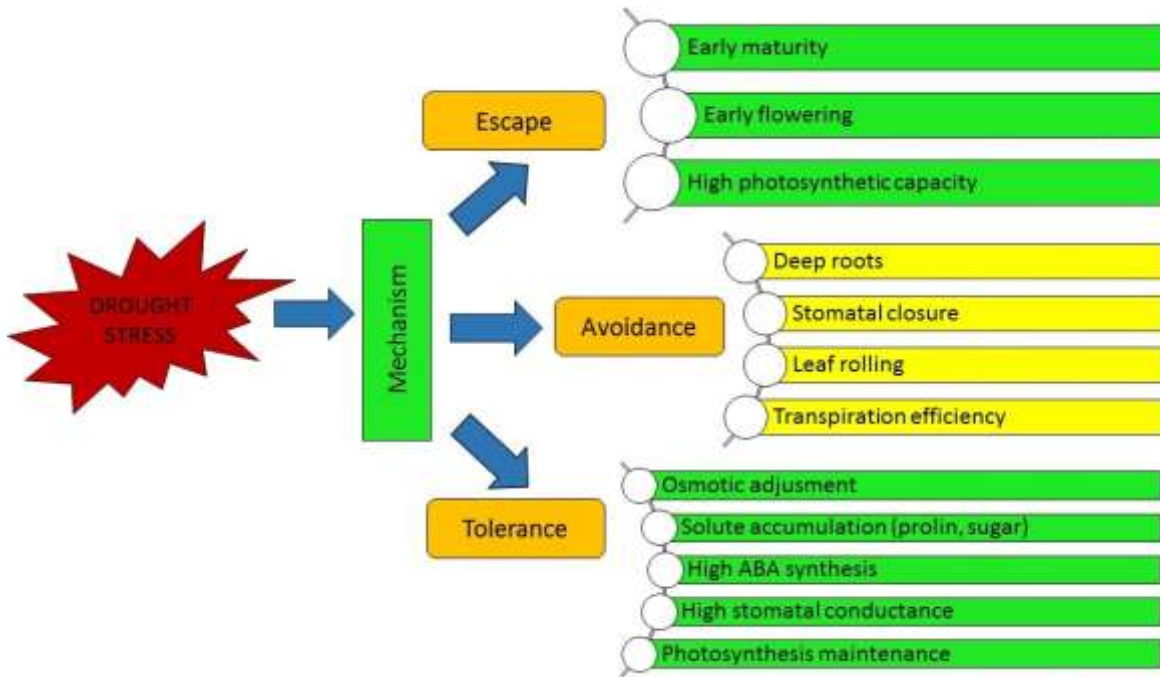 DROUGHT
STRESS
Mechanism
Escape
Early maturity
Early flowering
High photosynthetic capacity
Avoidance
Deep roots
Stomatal closure
Leaf rolling
Transpiration efficiency
Tolerance
Osmotic adjusment
Solute accumulation (prolin, sugar)
High ABA synthesis
High stomatal conductance
Photosynthesis maintenance